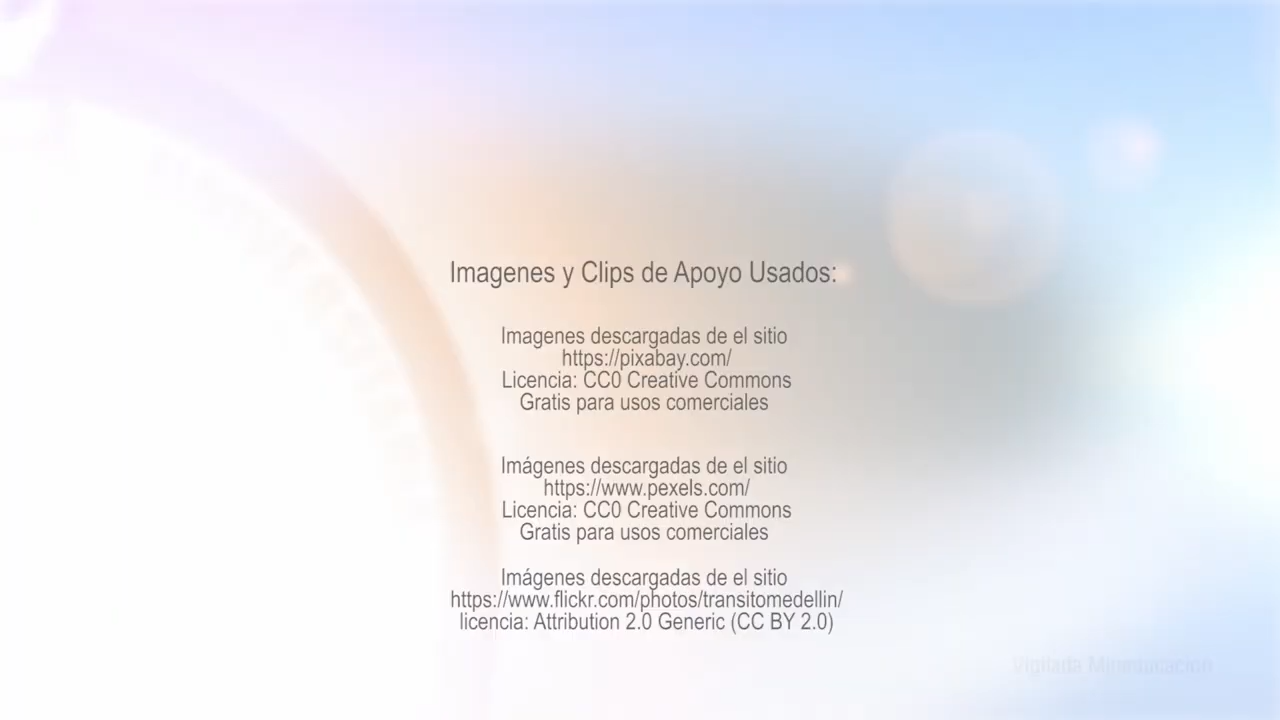 Imagenes y Clips de Apoyo Usados:
Imagenes descargadas de el sitio
https://pixabay.com/
Licencia: CC0 Creative Commons
Gratis para usos comerciales
Imágenes descargadas de el sitio
https://www.pexels.com/
Licencia: CC0 Creative Commons
Gratis para usos comerciales
Imágenes descargadas de el sitio
https://www.flickr.com/photos/transitomedellin/
licencia: Attribution 2.0 Generic (CC BY 2.0)
Vigilada Mineducación